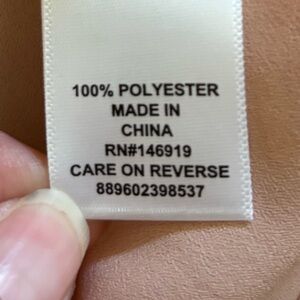 100% POLYESTER
MADE IN
CHINA
RN#146919
CARE ON REVERSE
889602398537